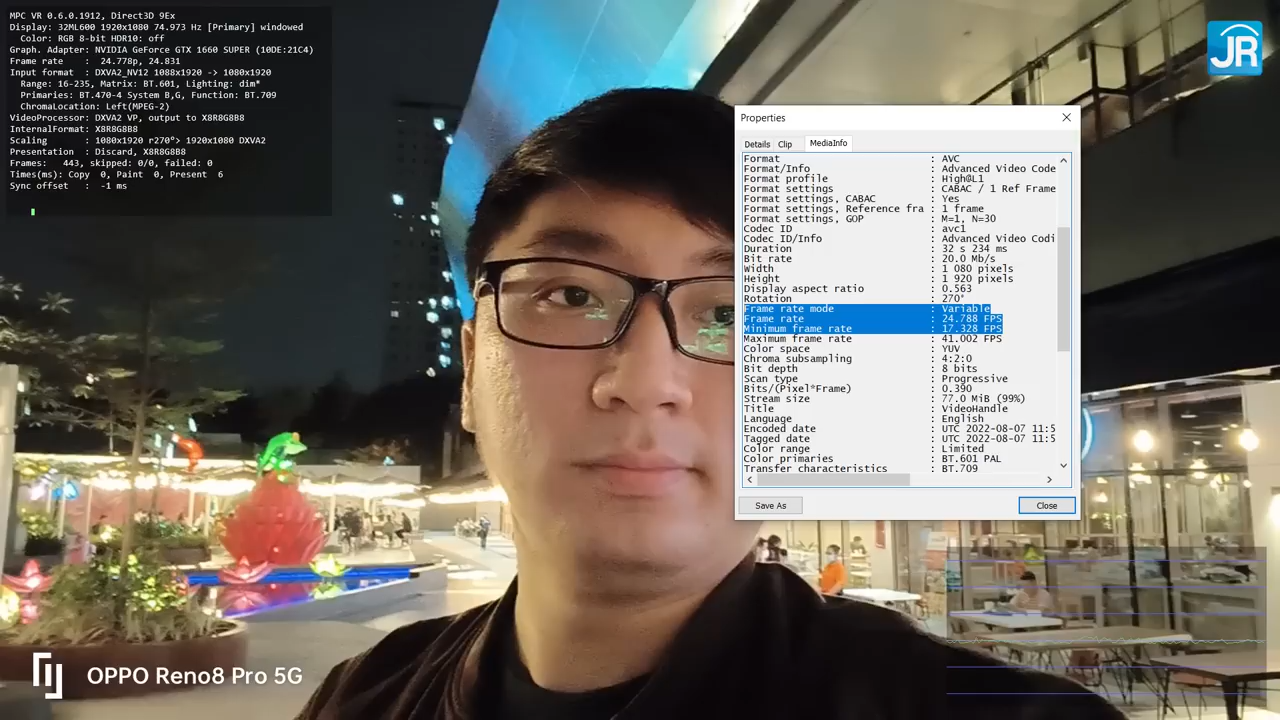 MPC VR 0.6.0.1912, Direct3D 9Ex
Display: 32ML600 1920x1080 74.973 Hz [Primary] windowed
Color: RGB 8-bit HDR10: off
Graph. Adapter: NVIDIA GeForce GTX 1660 SUPER (10DE:21C4)
Frame rate : 24.778p, 24.831
Input format : DXVA2_NV12 1088x1920 -> 1080x1920
Range: 16-235, Matrix: BT.601, Lighting: dim*
Primaries: BT.470-4 System B,G, Function: BT.709
ChromaLocation: Left(MPEG-2)
VideoProcessor: DXVA2 VP, output to X8R8G8B8
InternalFormat: X8R8G8B8
Scaling : 1080x1920 r270°> 1920x1080 DXVA2
Presentation : Discard, X8R8G8B8
Frames: 443, skipped: 0/0, failed: 0
Times(ms): Copy 0, Paint 0, Present 6
Sync offset : -1 ms
JR
Properties
Details Clip MediaInfo
Format : AVC
Format/Info : Advanced Video Code
Format profile : High@L1
Format settings : CABAC / 1 Ref Frame
Format settings, CABAC : Yes
Format settings, Reference fra : 1 frame
Format settings, GOP : M=1, N=30
Codec ID : avc1
Codec ID/Info : Advanced Video Codi
Duration : 32 s 234 ms
Bit rate : 20.0 Mb/s
Width : 1 080 pixels
Height : 1 920 pixels
Display aspect ratio : 0.563
Rotation : 270°
Frame rate mode : Variable
Frame rate : 24.788 FPS
Minimum frame rate : 17.328 FPS
Maximum frame rate : 41.002 FPS
Color space : YUV
Chroma subsampling : 4:2:0
Bit depth : 8 bits
Scan type : Progressive
Bits/(Pixel*Frame) : 0.390
Stream size : 77.0 MiB (99%)
Title : VideoHandle
Language : English
Encoded date : UTC 2022-08-07 11:5
Tagged date : UTC 2022-08-07 11:5
Color range : Limited
Color primaries : BT.601 PAL
Transfer characteristics : BT.709
Save As Close
OPPO Reno8 Pro 5G